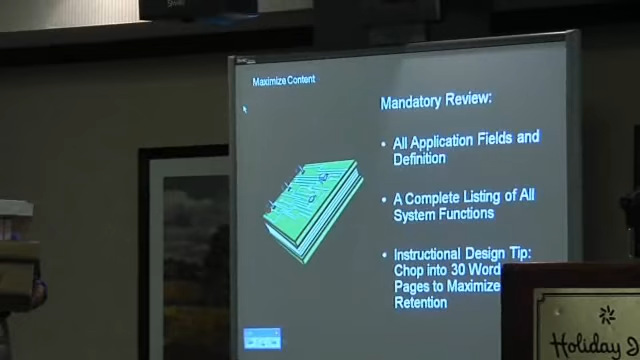 Maximize Content
Mandatory Review:
• All Application Fields and
Definition
• A Complete Listing of All
System Functions
• Instructional Design Tip:
Chop into 30 Word
Pages to Maximize
Retention
Holiday